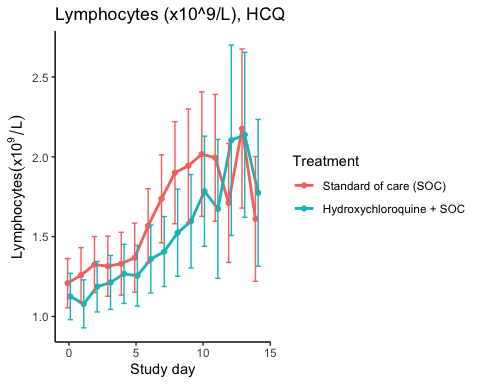 Lymphocytes (x10^9/L), HCQ
Lymphocytes(x10⁹/L)
2.5
2.0
1.5
1.0
0
5
10
15
Study day
Treatment
Standard of care (SOC)
Hydroxychloroquine + SOC